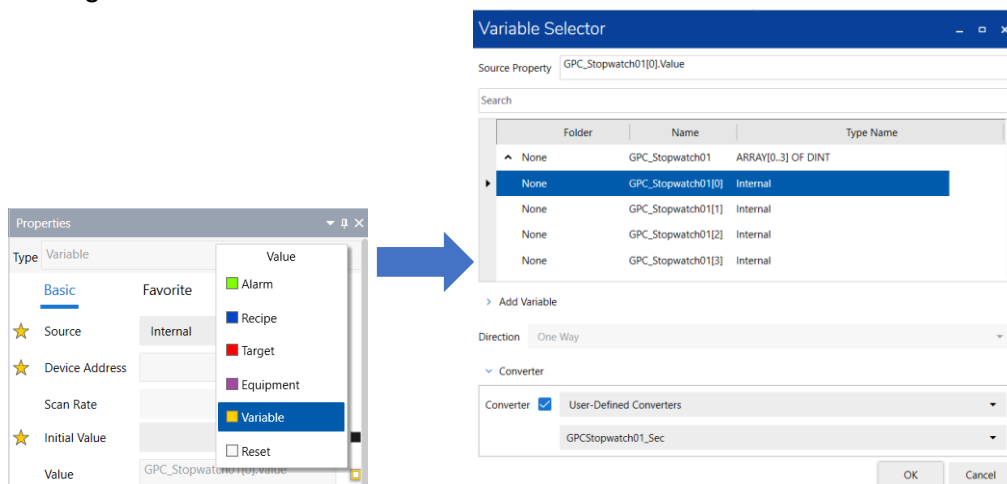 Variable Selector
Source Property GPC_Stopwatch01[0].Value
Search
Folder Name Type Name
None GPC_Stopwatch01 ARRAY[0..3] OF DINT
None GPC_Stopwatch01[0] Internal
None GPC_Stopwatch01[1] Internal
None GPC_Stopwatch01[2] Internal
None GPC_Stopwatch01[3] Internal
Add Variable
Direction One Way
Converter
Converter User-Defined Converters
GPCStopwatch01_Sec
OK Cancel
Properties
Type Variable
Basic Favorite
Source Internal
Device Address
Scan Rate
Initial Value
Value GPC_Stopwatch01[0].Value
Value
Alarm
Recipe
Target
Equipment
Variable
Reset